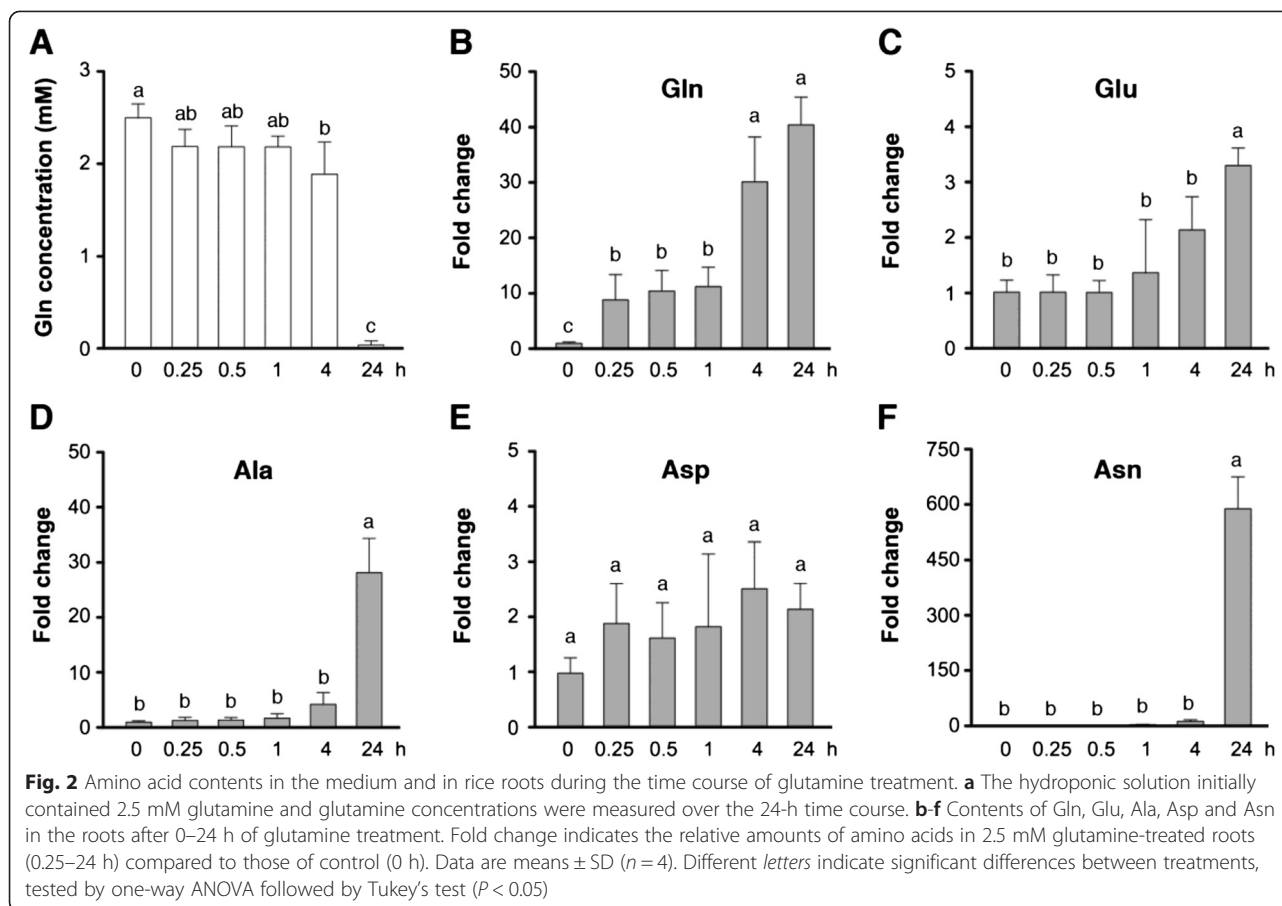 A
Gln concentration (mM)
3
2
1
0
a
ab
ab
ab
b
c
0 0.25 0.5 1 4 24 h
B
Gln
Fold change
50
40
30
20
10
0
c
b
b
b
a
a
0 0.25 0.5 1 4 24 h
C
Glu
Fold change
5
4
3
2
1
0
b
b
b
b
b
a
0 0.25 0.5 1 4 24 h
D
Ala
Fold change
50
40
30
20
10
0
b
b
b
b
b
a
0 0.25 0.5 1 4 24 h
E
Asp
Fold change
5
4
3
2
1
0
a
a
a
a
a
a
0 0.25 0.5 1 4 24 h
F
Asn
Fold change
750
600
450
300
150
0
b
b
b
b
b
a
0 0.25 0.5 1 4 24 h
Fig. 2 Amino acid contents in the medium and in rice roots during the time course of glutamine treatment. a The hydroponic solution initially
contained 2.5 mM glutamine and glutamine concentrations were measured over the 24-h time course. b-f Contents of Gln, Glu, Ala, Asp and Asn
in the roots after 0–24 h of glutamine treatment. Fold change indicates the relative amounts of amino acids in 2.5 mM glutamine-treated roots
(0.25–24 h) compared to those of control (0 h). Data are means ± SD (n = 4). Different letters indicate significant differences between treatments,
tested by one-way ANOVA followed by Tukey's test (P < 0.05)